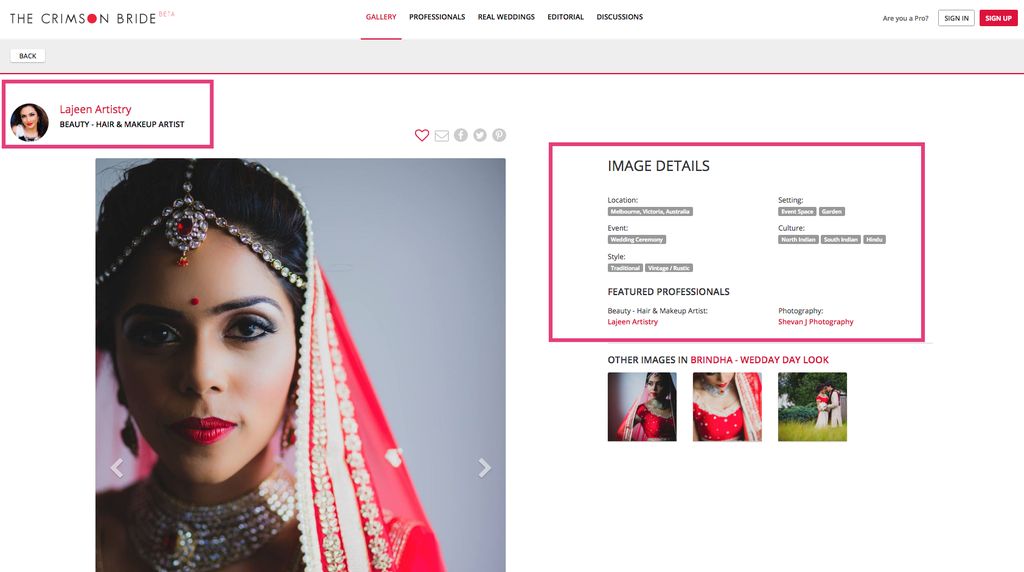 THE CRIMSON BRIDE BETA
GALLERY PROFESSIONALS REAL WEDDINGS EDITORIAL DISCUSSIONS
Are you a Pro? SIGN IN SIGN UP
BACK
Lajeen Artistry
BEAUTY - HAIR & MAKEUP ARTIST
IMAGE DETAILS
Location: Setting:
Melbourne, Victoria, Australia Event Space Garden
Event: Culture:
Wedding Ceremony North Indian South Indian Hindu
Style:
Traditional Vintage / Rustic
FEATURED PROFESSIONALS
Beauty - Hair & Makeup Artist: Photography:
Lajeen Artistry Shevan J Photography
OTHER IMAGES IN BRINDHA - WEDDAY DAY LOOK